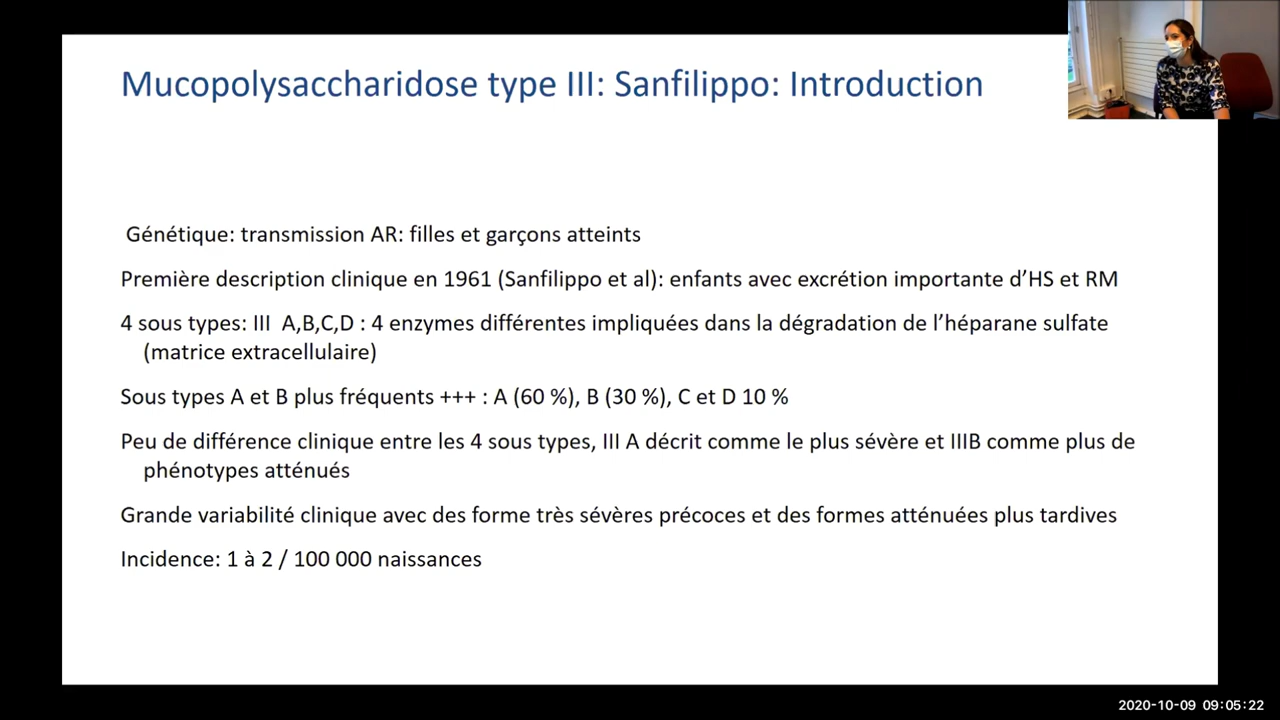 Mucopolysaccharidose type III: Sanfilippo: Introduction
Génétique: transmission AR: filles et garçons atteints
Première description clinique en 1961 (Sanfilippo et al): enfants avec excrétion importante d’HS et RM
4 sous types: III A,B,C,D : 4 enzymes différentes impliquées dans la dégradation de l’héparane sulfate
(matrice extracellulaire)
Sous types A et B plus fréquents +++ : A (60 %), B (30 %), C et D 10 %
Peu de différence clinique entre les 4 sous types, III A décrit comme le plus sévère et IIIB comme plus de
phénotypes atténués
Grande variabilité clinique avec des forme très sévères précoces et des formes atténuées plus tardives
Incidence: 1 à 2 / 100 000 naissances
2020-10-09 09:05:22